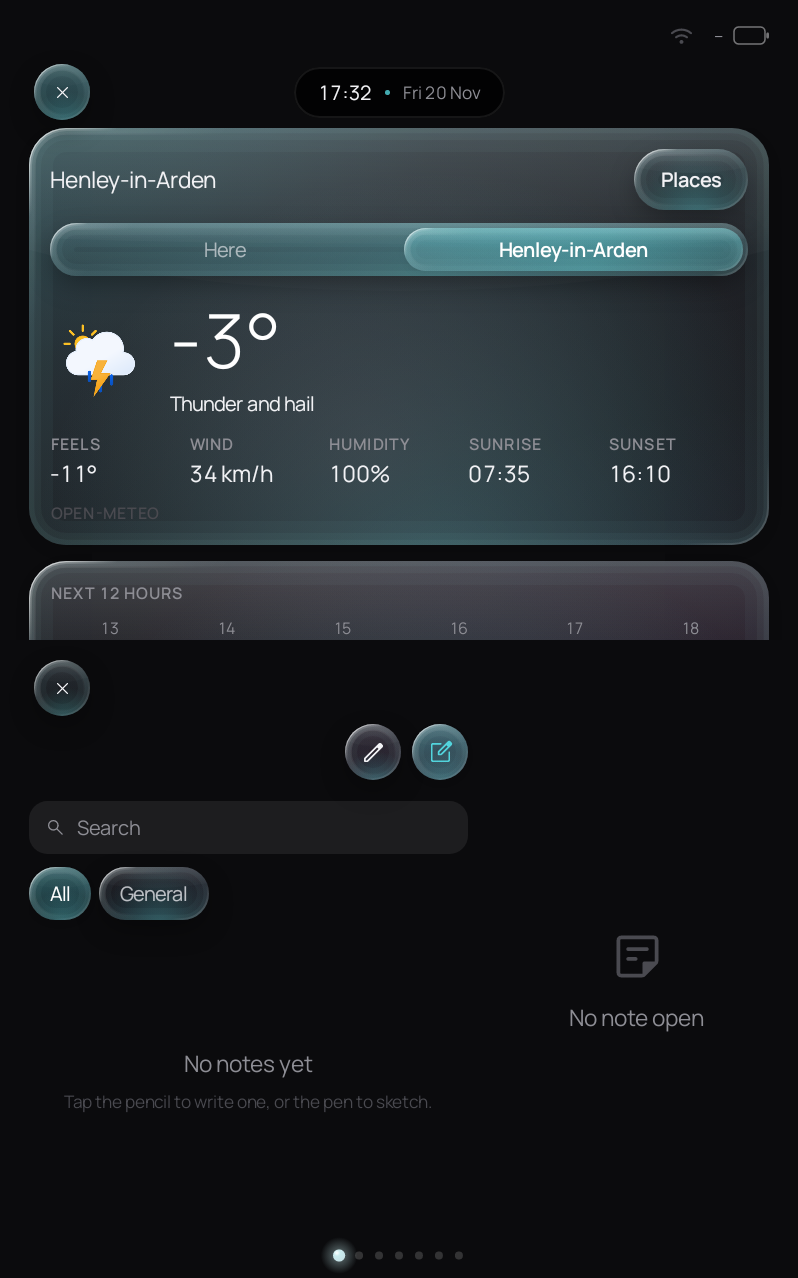 –
17:32 • Fri 20 Nov
Henley-in-Arden
Places
Here
Henley-in-Arden
-3°
Thunder and hail
FEELS WIND HUMIDITY SUNRISE SUNSET
-11° 34 km/h 100% 07:35 16:10
OPEN-METEO
NEXT 12 HOURS
13 14 15 16 17 18
Search
All General
No note open
No notes yet
Tap the pencil to write one, or the pen to sketch.